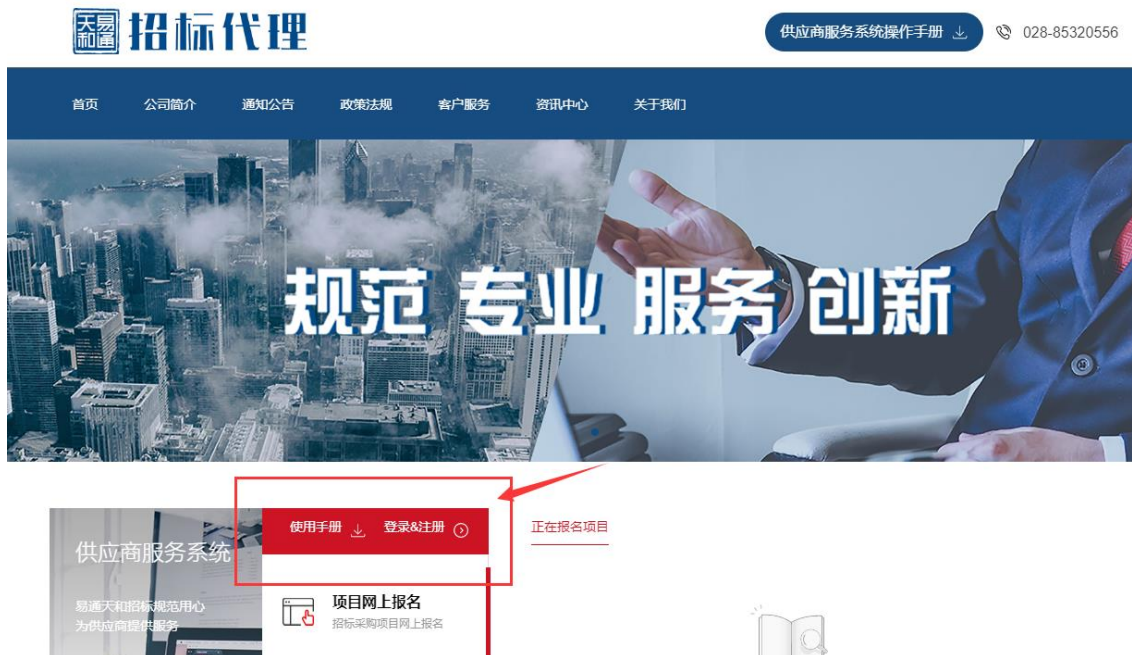 天易和通
招标代理
供应商服务系统操作手册
028-85320556
首页 公司简介 通知公告 政策法规 客户服务 资讯中心 关于我们
规范 专业 服务 创新
使用手册 登录&注册
正在报名项目
供应商服务系统
易通天和招标规范用心
为供应商提供服务
项目网上报名
招标采购项目网上报名